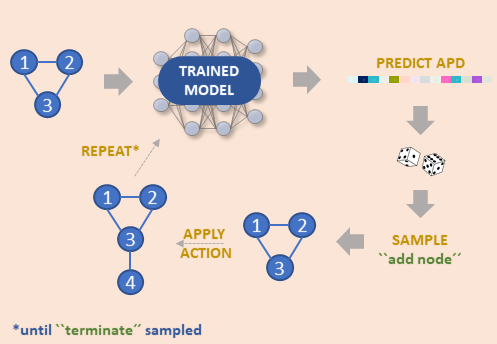 1 2
3
TRAINED
MODEL
PREDICT APD
REPEAT*
1 2
3
4
APPLY
ACTION
1 2
3
SAMPLE
``add node´´
*until ``terminate´´ sampled